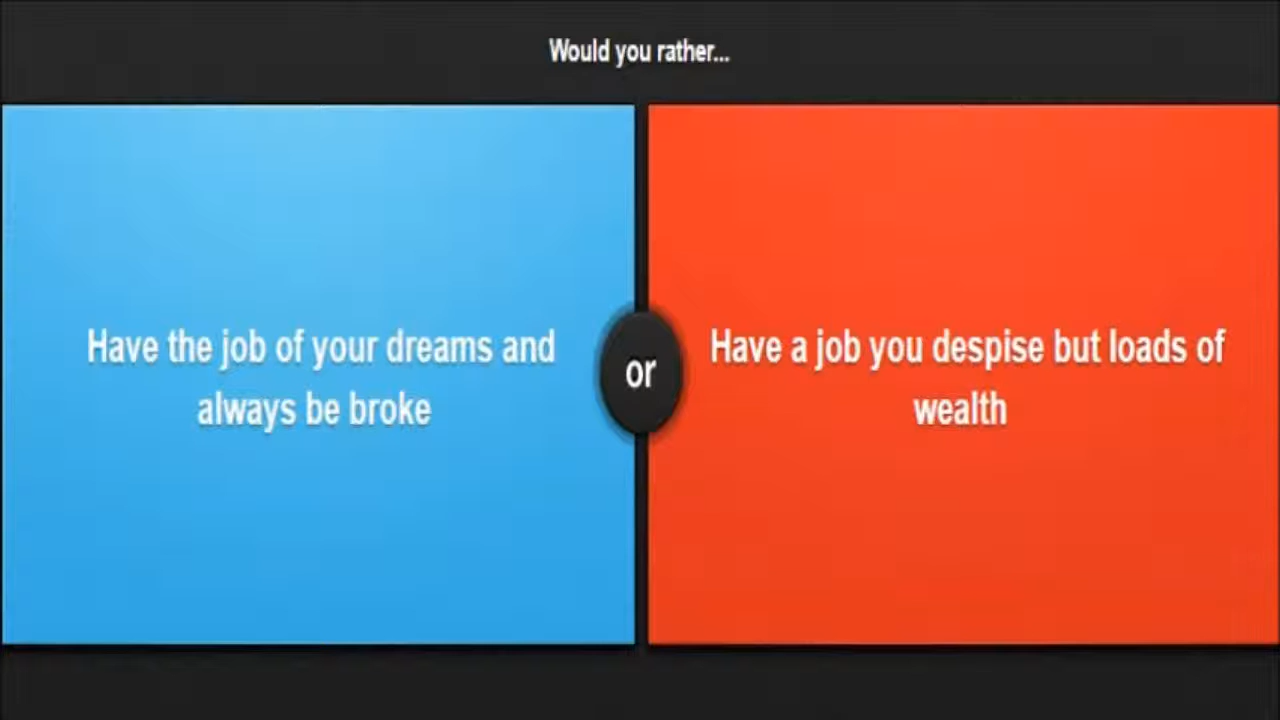 Would you rather...
Have the job of your dreams and
always be broke
or
Have a job you despise but loads of
wealth